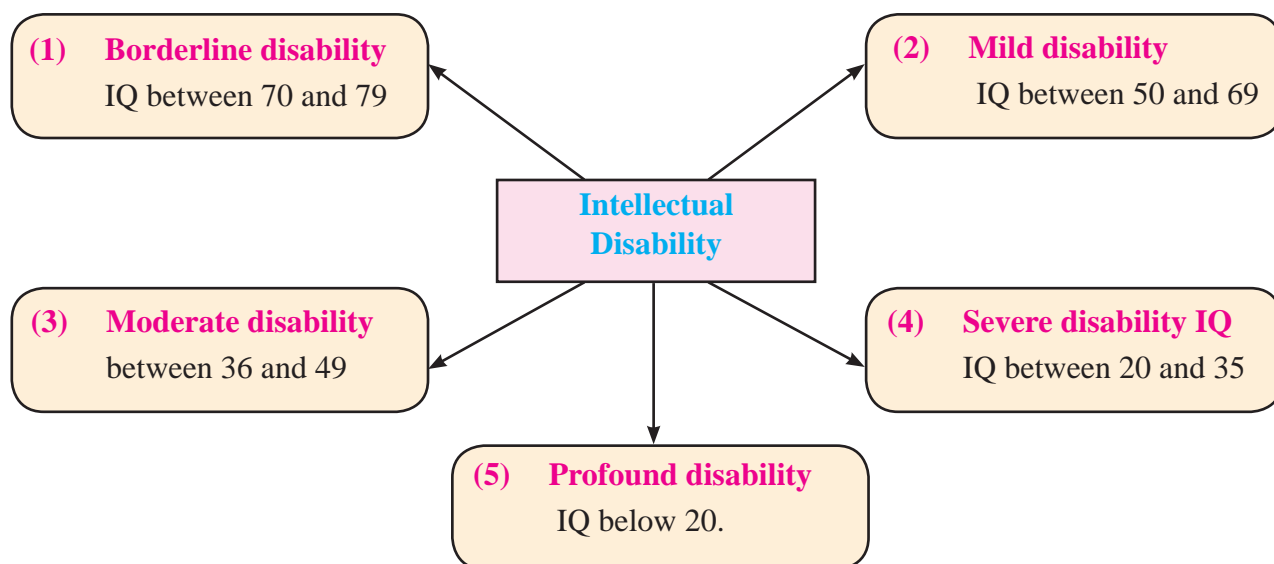 (1) Borderline disability
IQ between 70 and 79
(2) Mild disability
IQ between 50 and 69
Intellectual
Disability
(3) Moderate disability
between 36 and 49
(4) Severe disability IQ
IQ between 20 and 35
(5) Profound disability
IQ below 20.